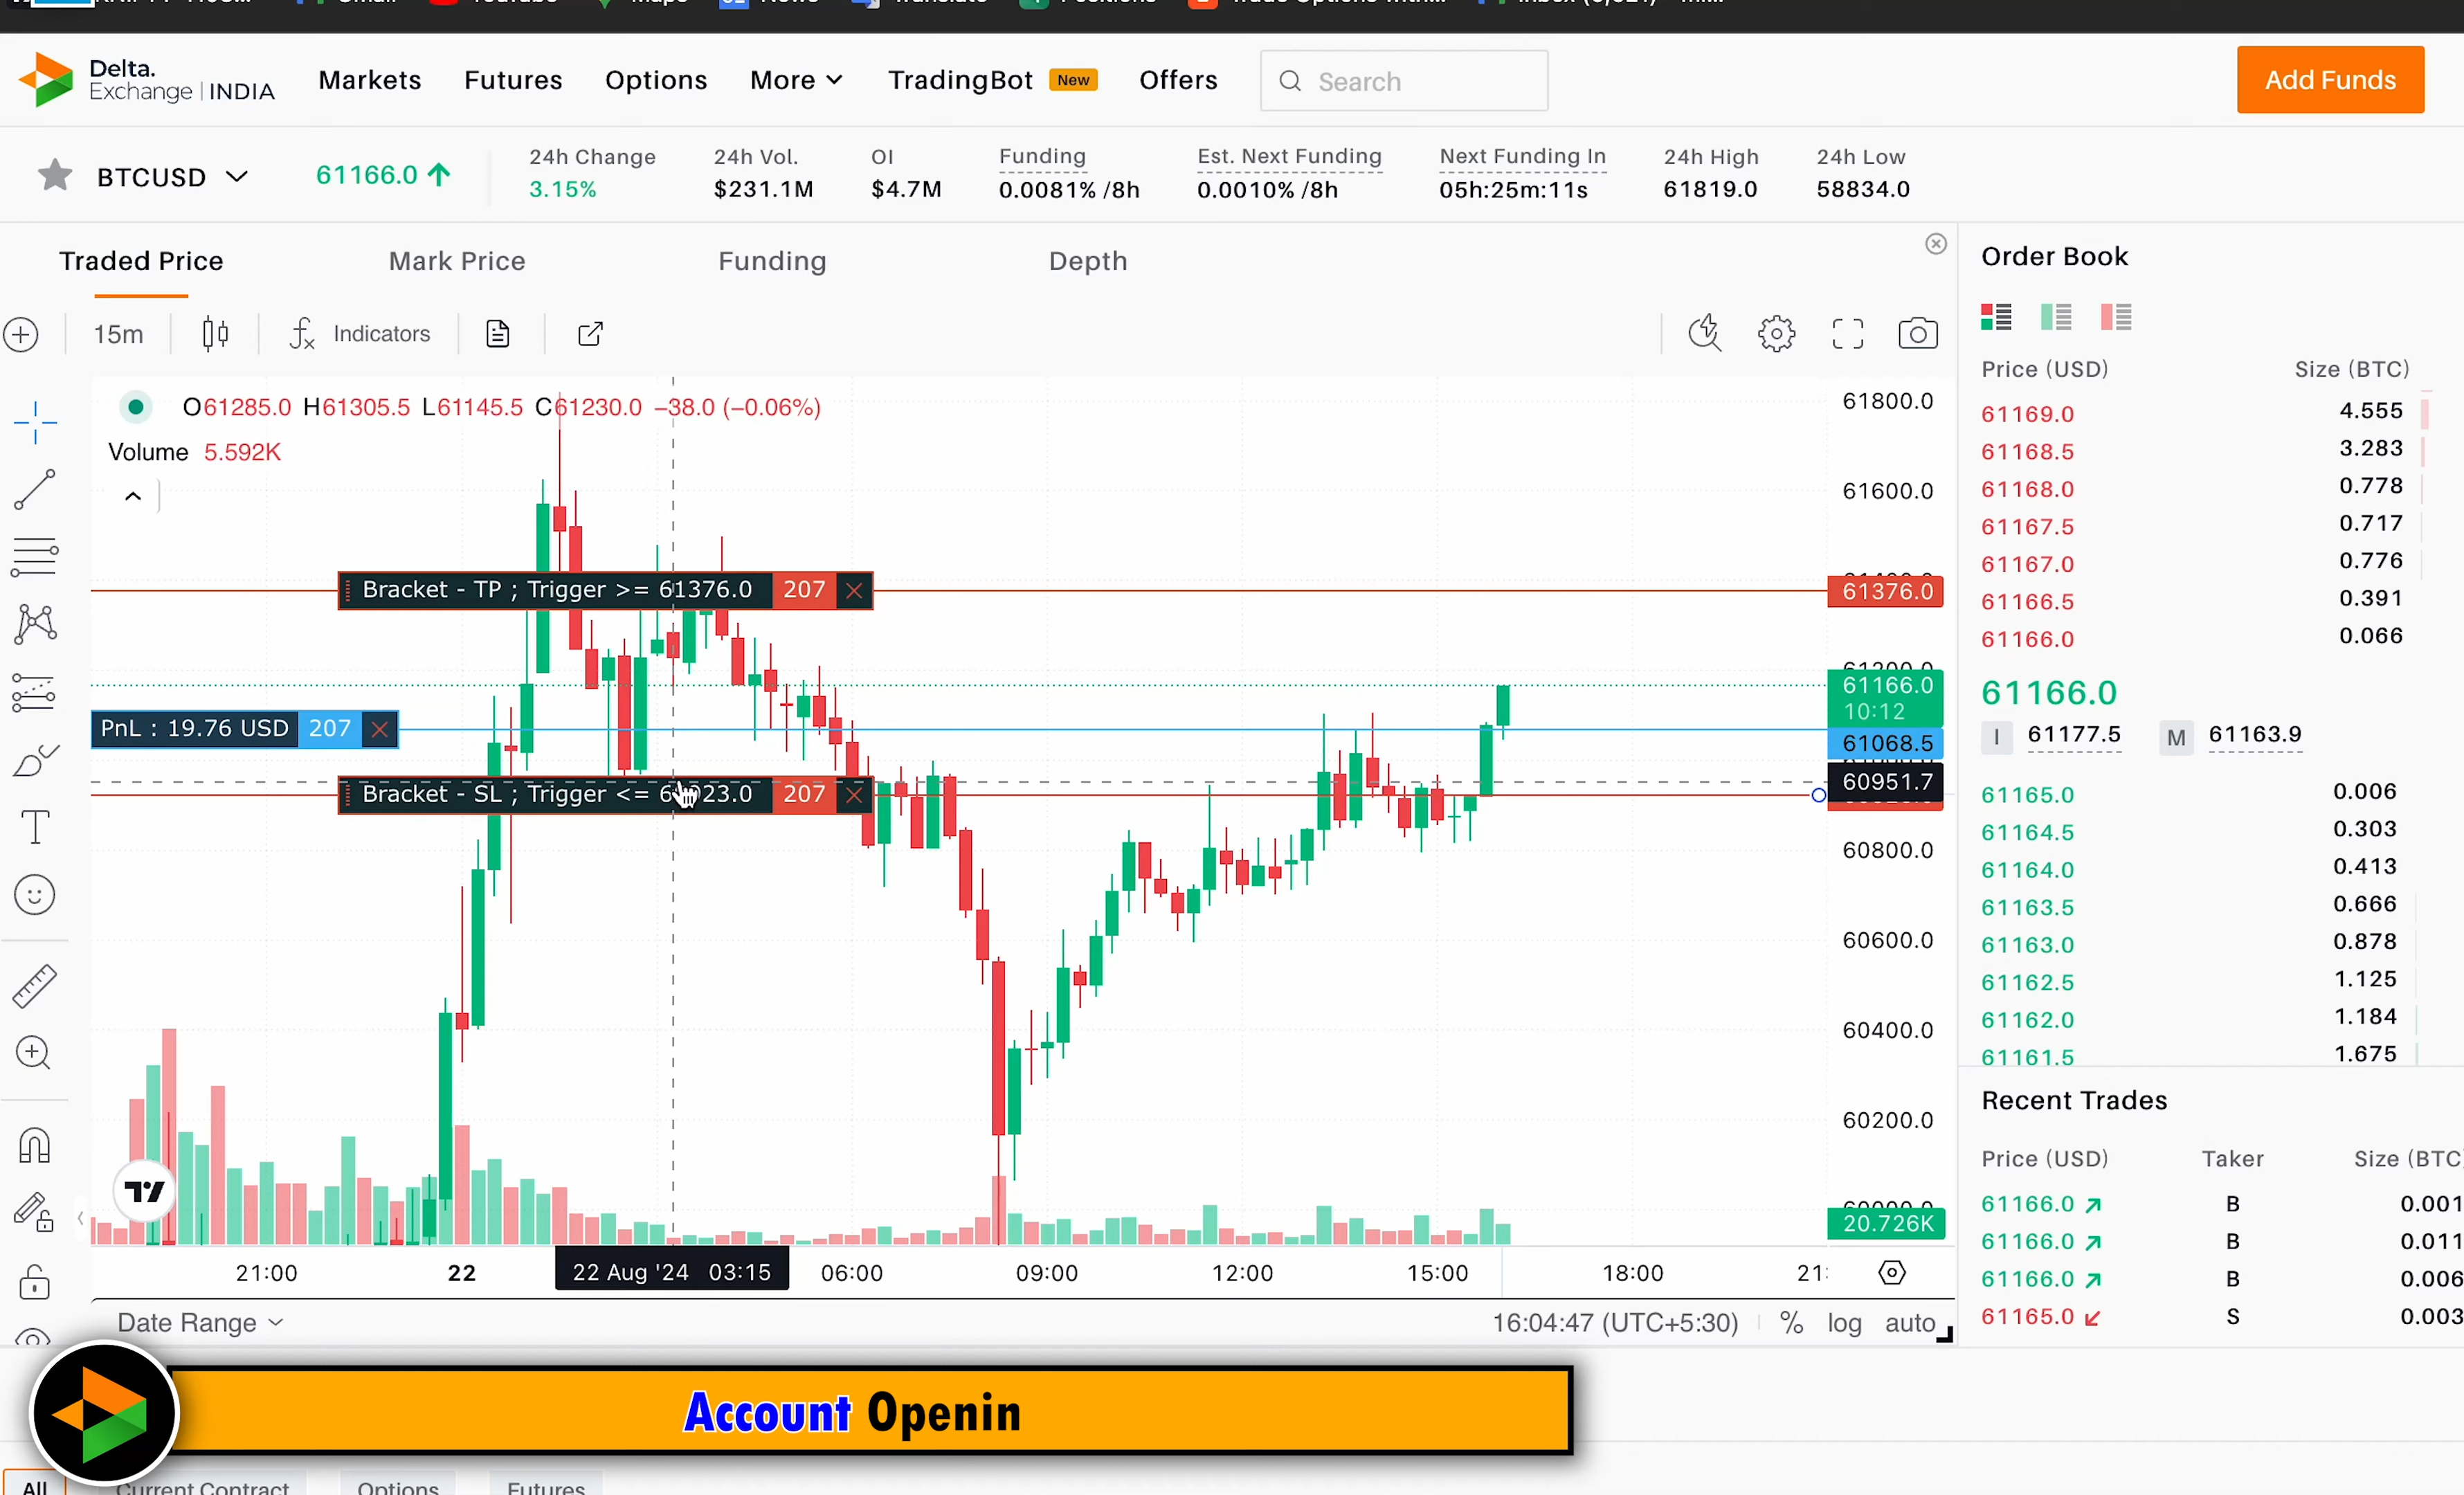 Delta.
Exchange | INDIA
Markets
Futures
Options
More
TradingBot New
Offers
Search
Add Funds
BTCUSD
61166.0
24h Change
3.15%
24h Vol.
$231.1M
OI
$4.7M
Funding
0.0081% /8h
Est. Next Funding
0.0010% /8h
Next Funding In
05h:25m:11s
24h High
61819.0
24h Low
58834.0
Traded Price
Mark Price
Funding
Depth
15m
Indicators
O61285.0 H61305.5 L61145.5 C61230.0 −38.0 (−0.06%)
Volume 5.592K
Bracket - TP ; Trigger >= 61376.0 207
PnL : 19.76 USD 207
Bracket - SL ; Trigger <= 207
61800.0
61600.0
61376.0
61200.0
61166.0
10:12
61068.5
60951.7
60800.0
60600.0
60400.0
60200.0
20.726K
21:00
22
22 Aug '24 03:15
06:00
09:00
12:00
15:00
18:00
21:
Date Range
16:04:47 (UTC+5:30)
%
log
auto
Order Book
Price (USD) Size (BTC)
61169.0 4.555
61168.5 3.283
61168.0 0.778
61167.5 0.717
61167.0 0.776
61166.5 0.391
61166.0 0.066
61166.0
I 61177.5 M 61163.9
61165.0 0.006
61164.5 0.303
61164.0 0.413
61163.5 0.666
61163.0 0.878
61162.5 1.125
61162.0 1.184
61161.5 1.675
Recent Trades
Price (USD) Taker Size (BTC
61166.0 B 0.001
61166.0 B 0.011
61166.0 B 0.006
61165.0 S 0.003
Account Openin
All
Current Contract
Options
Futures